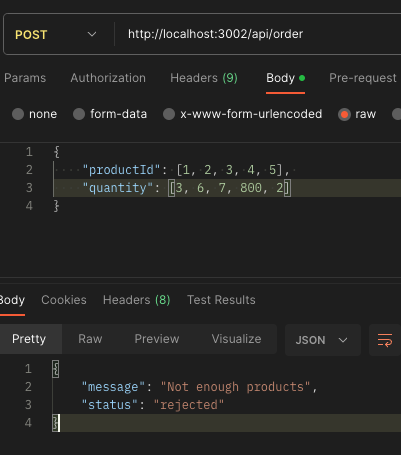 POST http://localhost:3002/api/order
Params Authorization Headers (9) Body Pre-request
none form-data x-www-form-urlencoded raw
1 {
2 "productId": [1, 2, 3, 4, 5],
3 "quantity": [3, 6, 7, 800, 2]
4 }
Body Cookies Headers (8) Test Results
Pretty Raw Preview Visualize JSON
1 {
2 "message": "Not enough products",
3 "status": "rejected"
4 }